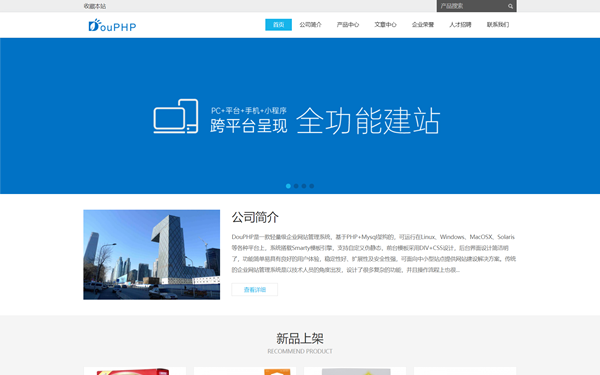 收藏本站
产品搜索
DouPHP
首页 公司简介 产品中心 文章中心 企业荣誉 人才招聘 联系我们
PC+平台+手机+小程序
跨平台呈现 全功能建站
公司简介
DouPHP是一款轻量级企业网站管理系统，基于PHP+Mysql架构的，可运行在Linux、Windows、MacOSX、Solaris
等各种平台上，系统搭载Smarty模板引擎，支持自定义伪静态，前台模板采用DIV+CSS设计，后台界面设计简洁明
了，功能简单易具有良好的用户体验，稳定性好、扩展性及安全性强，可面向中小型站点提供网站建设解决方案。传统
的企业网站管理系统是以技术人员的角度出发，设计了很多复杂的功能，并且操作流程上也很...
查看详细
新品上架
RECOMMEND PRODUCT